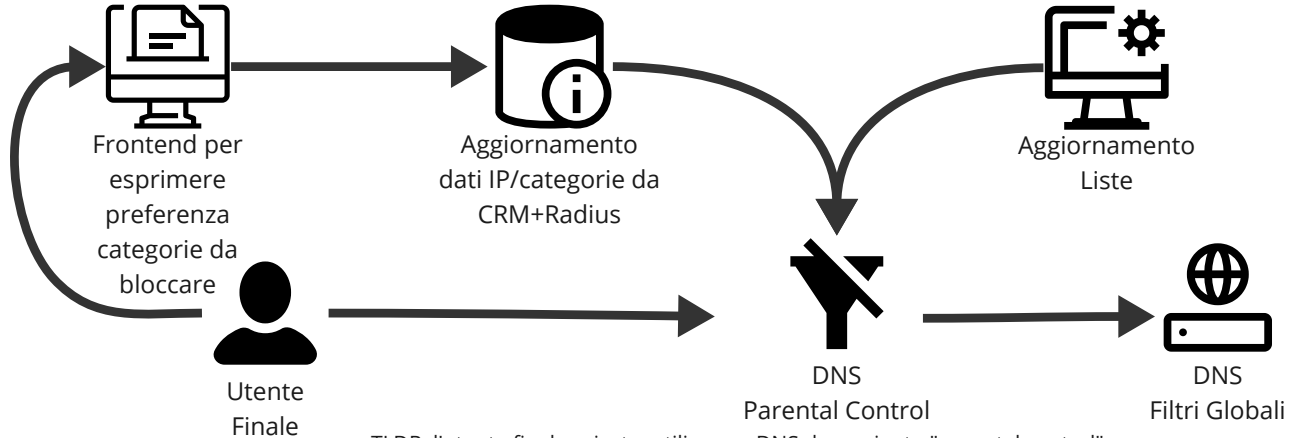 Frontend per
esprimere
preferenza
categorie da
bloccare
Aggiornamento
dati IP/categorie da
CRM+Radius
Aggiornamento
Liste
Utente
Finale
DNS
Parental Control
DNS
Filtri Globali